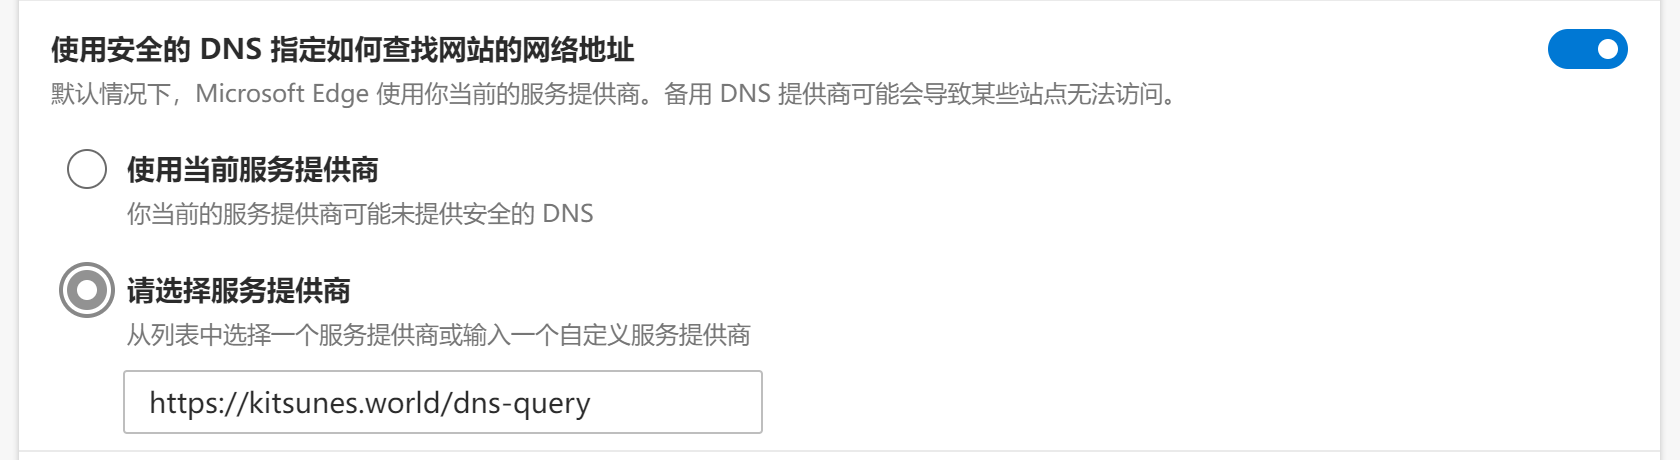 使用安全的 DNS 指定如何查找网站的网络地址
默认情况下，Microsoft Edge 使用你当前的服务提供商。备用 DNS 提供商可能会导致某些站点无法访问。
使用当前服务提供商
你当前的服务提供商可能未提供安全的 DNS
请选择服务提供商
从列表中选择一个服务提供商或输入一个自定义服务提供商
https://kitsunes.world/dns-query